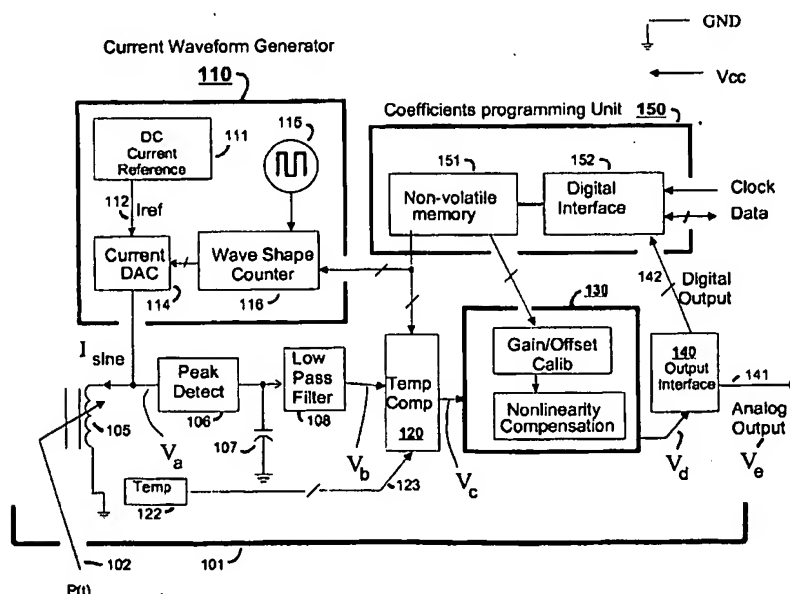 GND
Vcc
Current Waveform Generator
110
Coefficients programming Unit 150
DC
Current
Reference
111
115
112
Iref
Current
DAC
114
Wave Shape
Counter
116
151
152
Non-volatile
memory
Digital
Interface
Clock
Data
142
Digital
Output
130
Gain/Offset
Calib
Nonlinearity
Compensation
140
Output
Interface
141
Analog
Output
I sine
Peak
Detect
106
Low
Pass
Filter
108
Temp
Comp
120
105
Va
107
Vb
Vc
Vd
Ve
Temp
122
123
102
101
P(t)